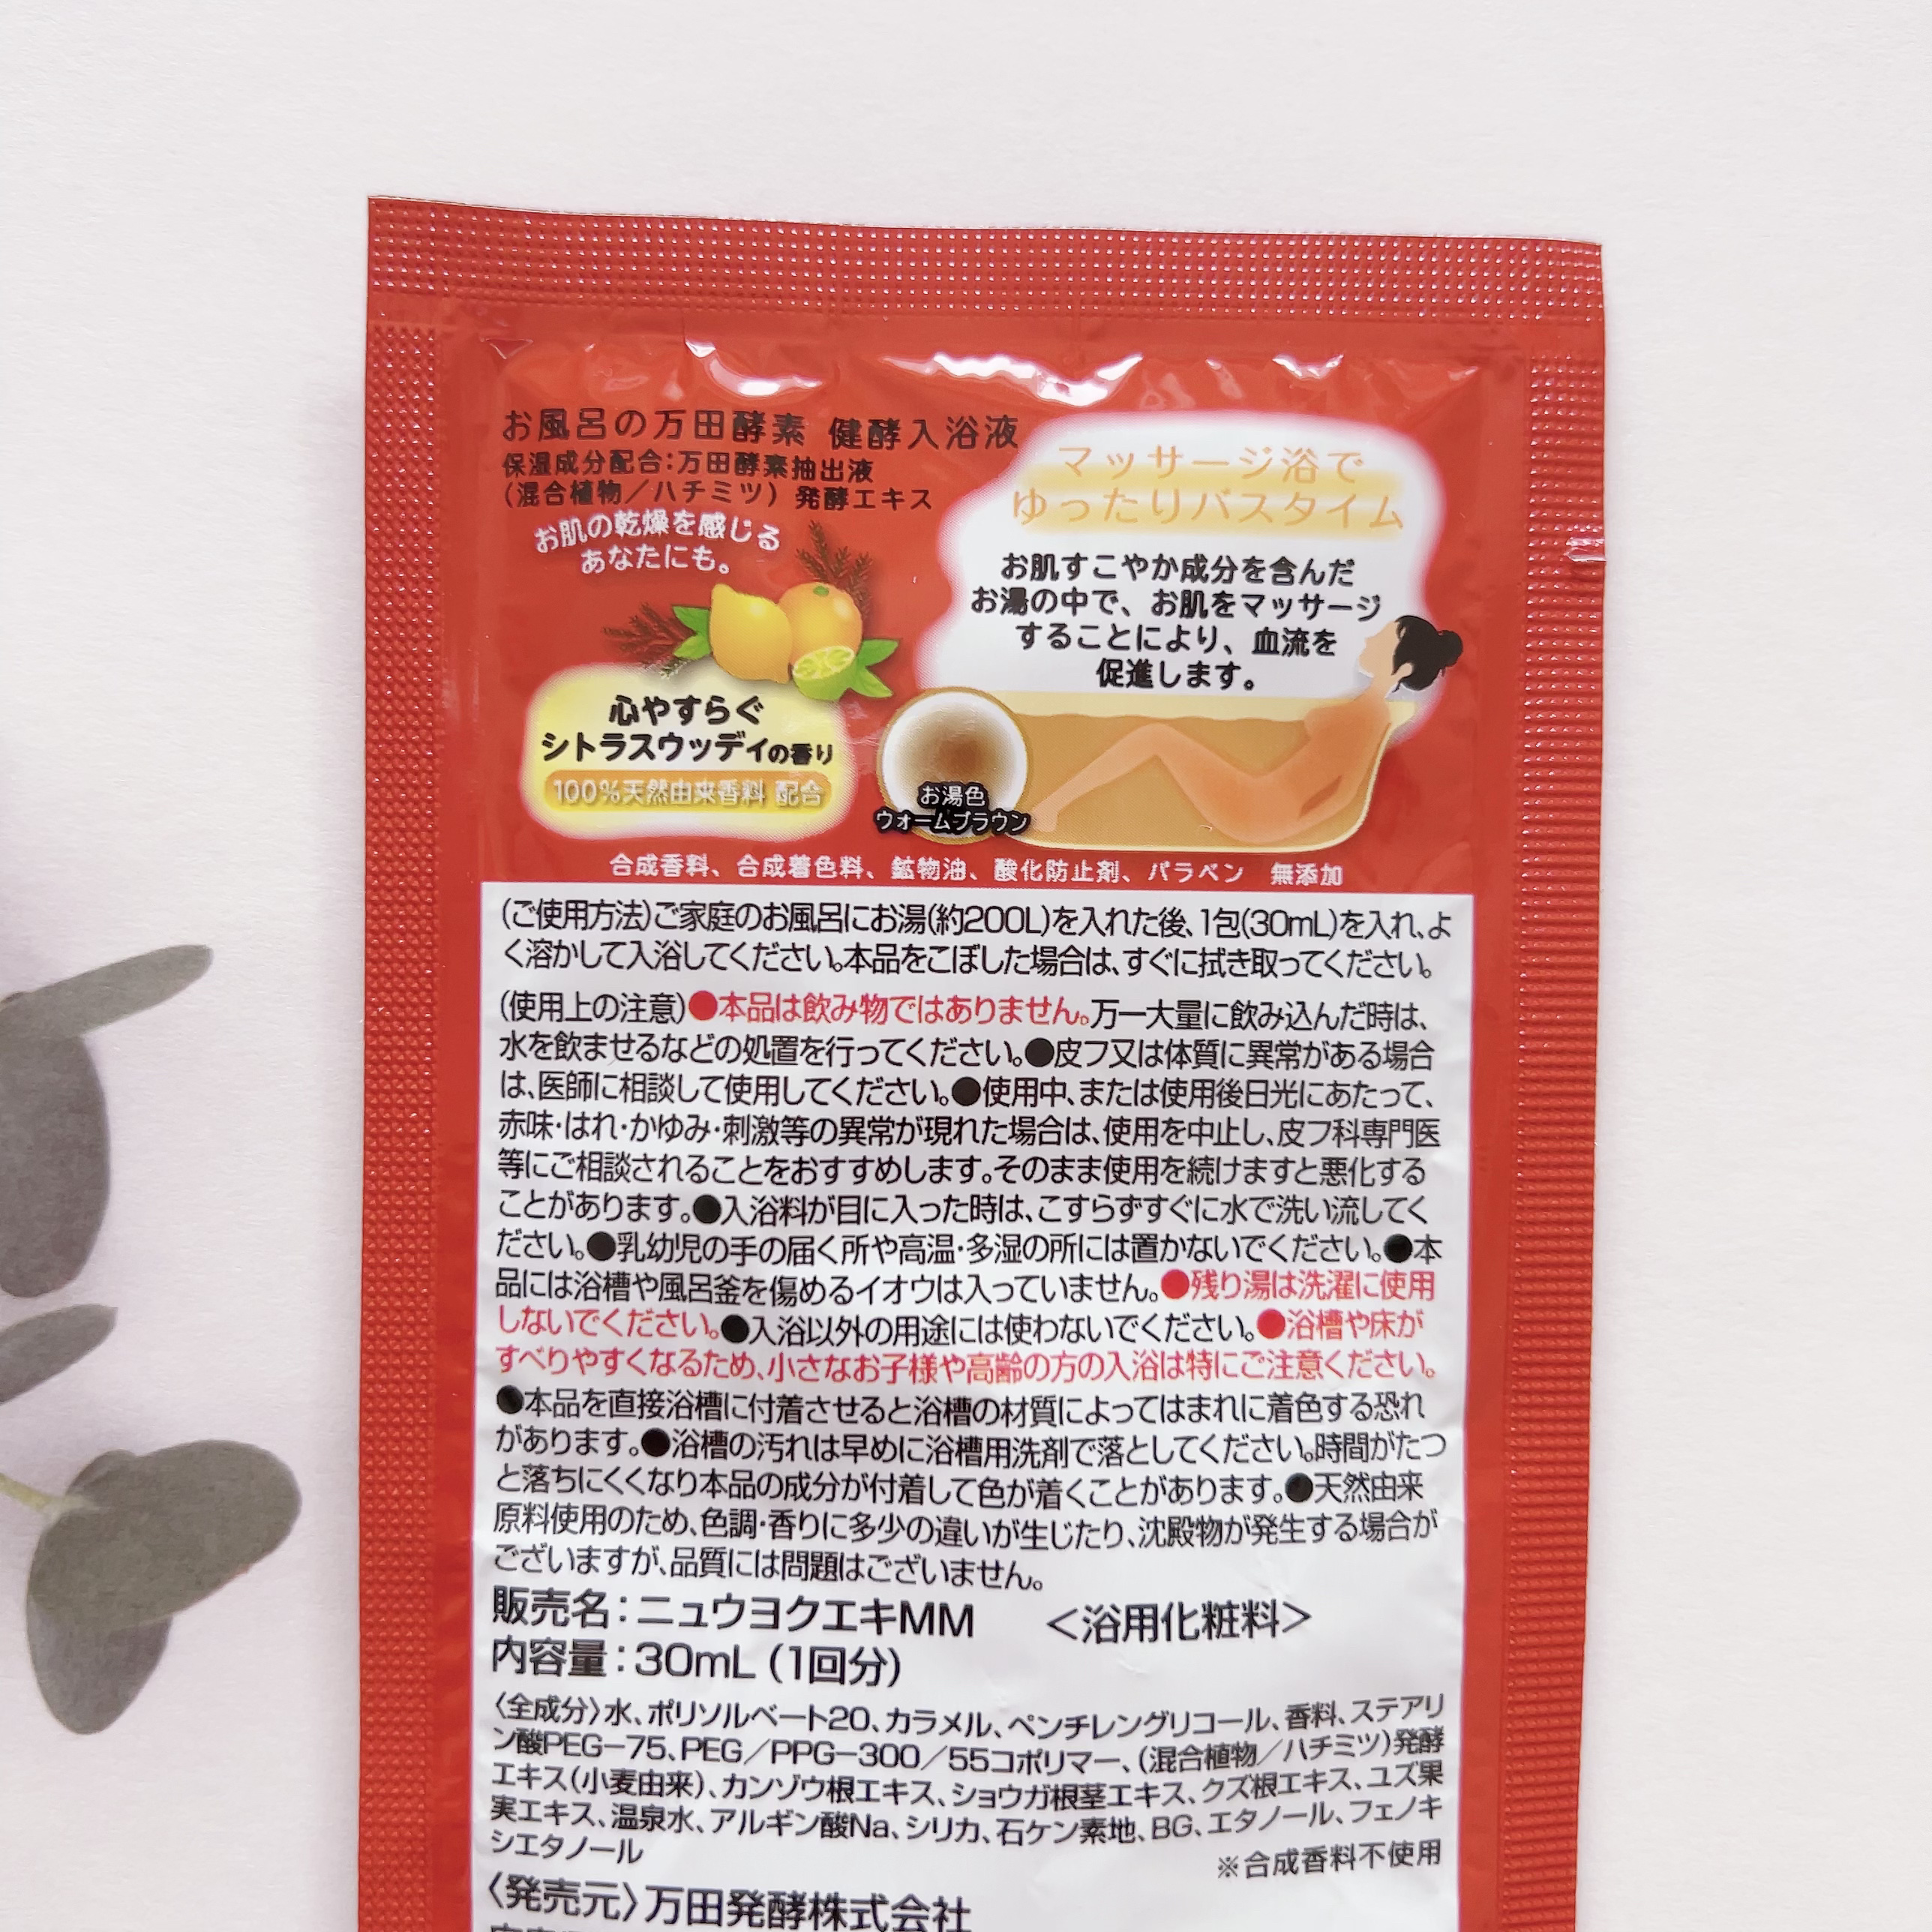 お風呂の万田酵素 健酵入浴液
保湿成分配合:万田酵素抽出液
(混合植物/ハチミツ) 発酵エキス
お肌の乾燥を感じる
あなたにも。
マッサージ浴で
ゆったりバスタイム
お肌すこやか成分を含んだ
お湯の中で、お肌をマッサージ
することにより、血流を
促進します。
心やすらぐ
シトラスウッディの香り
100%天然由来香料 配合
お湯色
ウォームブラウン
合成香料、合成着色料、鉱物油、酸化防止剤、パラベン 無添加
(ご使用方法)ご家庭のお風呂にお湯(約200L)を入れた後、1包(30mL)を入れ、よ
く溶かして入浴してください。本品をこぼした場合は、すぐに拭き取ってください。
(使用上の注意)●本品は飲み物ではありません。万一大量に飲み込んだ時は、
水を飲ませるなどの処置を行ってください。●皮フ又は体質に異常がある場合
は、医師に相談して使用してください。●使用中、または使用後日光にあたって、
赤味・はれ・かゆみ・刺激等の異常が現れた場合は、使用を中止し、皮フ科専門医
等にご相談されることをおすすめします。そのまま使用を続けますと悪化する
ことがあります。●入浴料が目に入った時は、こすらずすぐに水で洗い流してく
ださい。●乳幼児の手の届く所や高温・多湿の所には置かないでください。●本
品には浴槽や風呂釜を傷めるイオウは入っていません。●残り湯は洗濯に使用
しないでください。●入浴以外の用途には使わないでください。●浴槽や床が
すべりやすくなるため、小さなお子様や高齢の方の入浴は特にご注意ください。
●本品を直接浴槽に付着させると浴槽の材質によってはまれに着色する恐れ
があります。●浴槽の汚れは早めに浴槽用洗剤で落としてください。時間がたつ
と落ちにくくなり本品の成分が付着して色が着くことがあります。●天然由来
原料使用のため、色調・香りに多少の違いが生じたり、沈殿物が発生する場合が
ございますが、品質には問題はございません。
販売名:ニュウヨクエキMM <浴用化粧料>
内容量:30mL (1回分)
〈全成分〉水、ポリソルベート20、カラメル、ペンチレングリコール、香料、ステアリ
ン酸PEG-75、PEG/PPG-300/55コポリマー、(混合植物/ハチミツ)発酵
エキス(小麦由来)、カンゾウ根エキス、ショウガ根茎エキス、クズ根エキス、ユズ果
実エキス、温泉水、アルギン酸Na、シリカ、石ケン素地、BG、エタノール、フェノキ
シエタノール
※合成香料不使用
〈発売元〉万田発酵株式会社